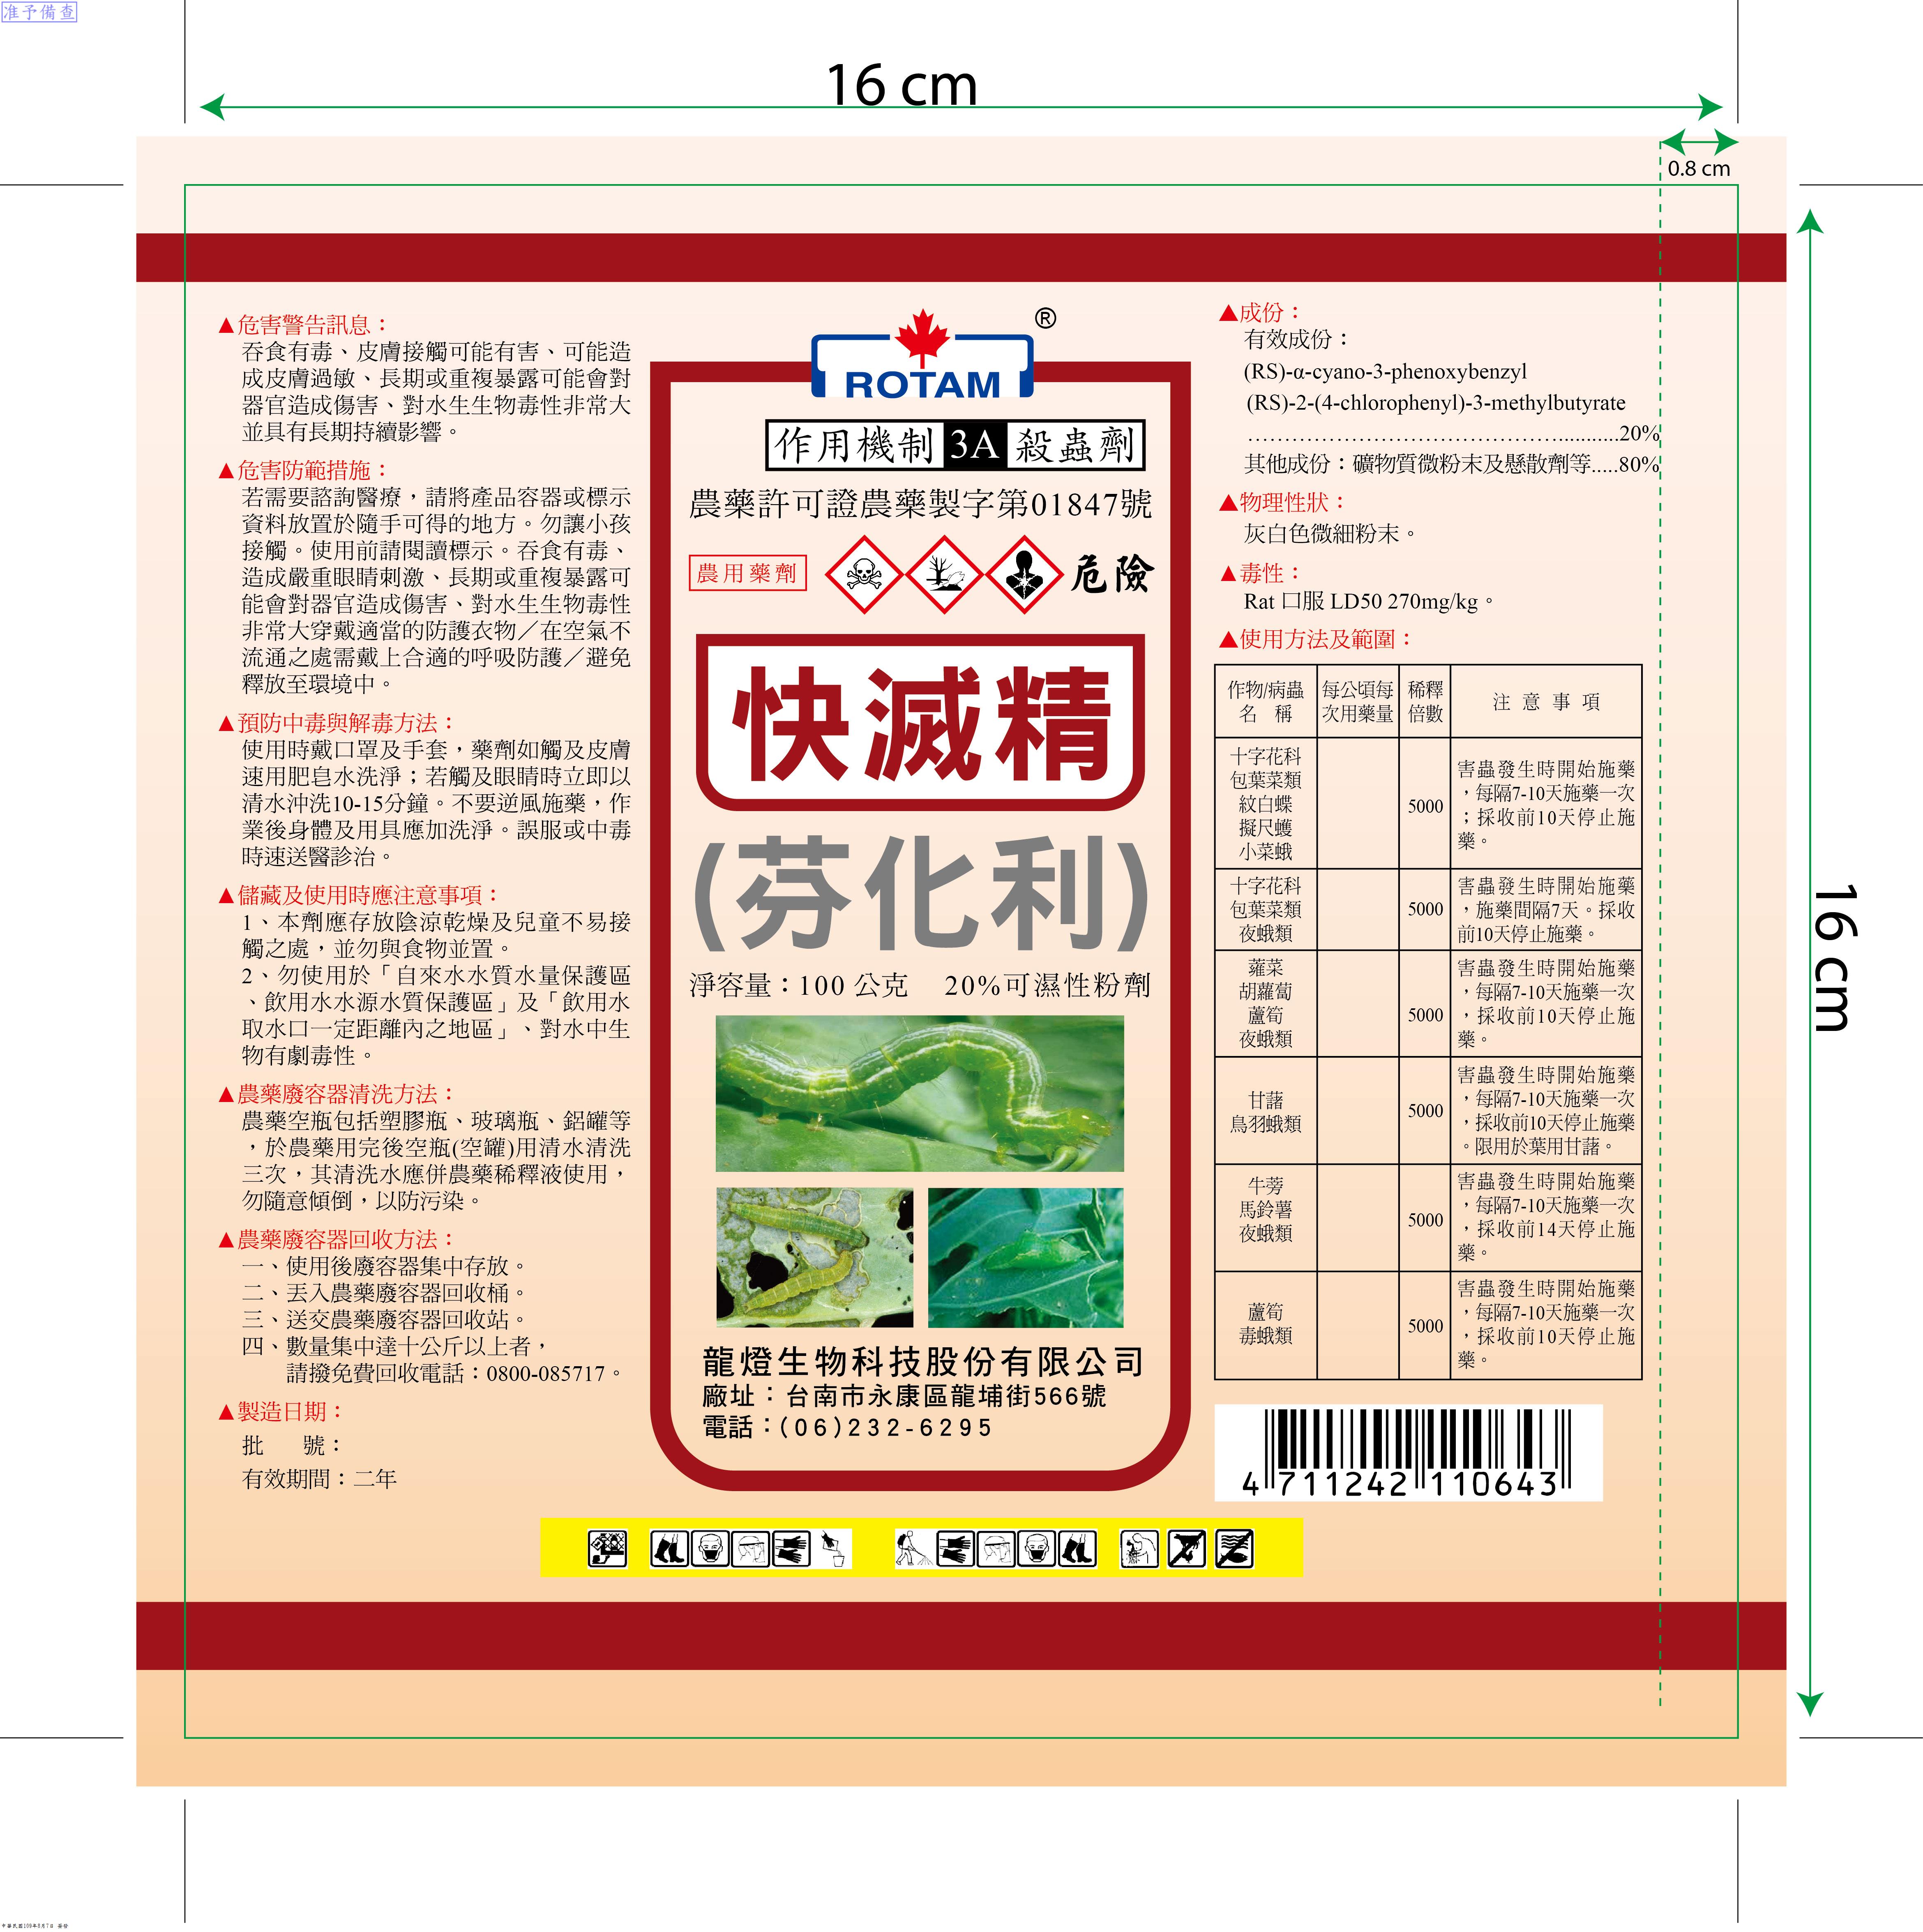 准予備查
16 cm
0.8 cm
16 cm
▲危害警告訊息：
吞食有毒、皮膚接觸可能有害、可能造
成皮膚過敏、長期或重複暴露可能會對
器官造成傷害、對水生生物毒性非常大
並具有長期持續影響。
▲危害防範措施：
若需要諮詢醫療，請將產品容器或標示
資料放置於隨手可得的地方。勿讓小孩
接觸。使用前請閱讀標示。吞食有毒、
造成嚴重眼睛刺激、長期或重複暴露可
能會對器官造成傷害、對水生生物毒性
非常大穿戴適當的防護衣物／在空氣不
流通之處需戴上合適的呼吸防護／避免
釋放至環境中。
▲預防中毒與解毒方法：
使用時戴口罩及手套，藥劑如觸及皮膚
速用肥皂水洗淨；若觸及眼睛時立即以
清水沖洗10-15分鐘。不要逆風施藥，作
業後身體及用具應加洗淨。誤服或中毒
時速送醫診治。
▲儲藏及使用時應注意事項：
1、本劑應存放陰涼乾燥及兒童不易接
觸之處，並勿與食物並置。
2、勿使用於「自來水水質水量保護區
、飲用水水源水質保護區」及「飲用水
取水口一定距離內之地區」、對水中生
物有劇毒性。
▲農藥廢容器清洗方法：
農藥空瓶包括塑膠瓶、玻璃瓶、鋁罐等
，於農藥用完後空瓶(空罐)用清水清洗
三次，其清洗水應併農藥稀釋液使用，
勿隨意傾倒，以防污染。
▲農藥廢容器回收方法：
一、使用後廢容器集中存放。
二、丟入農藥廢容器回收桶。
三、送交農藥廢容器回收站。
四、數量集中達十公斤以上者，
請撥免費回收電話：0800-085717。
▲製造日期：
批　號：
有效期間：二年
®
ROTAM
作用機制 3A 殺蟲劑
農藥許可證農藥製字第01847號
農用藥劑 危險
快滅精
(芬化利)
淨容量：100 公克　20%可濕性粉劑
龍燈生物科技股份有限公司
廠址：台南市永康區龍埔街566號
電話：(06)232-6295
▲成份：
有效成份：
(RS)-α-cyano-3-phenoxybenzyl
(RS)-2-(4-chlorophenyl)-3-methylbutyrate
…………………………………………..........20%
其他成份：礦物質微粉末及懸散劑等.....80%
▲物理性狀：
灰白色微細粉末。
▲毒性：
Rat 口服 LD50 270mg/kg。
▲使用方法及範圍：
作物/病蟲
名　稱
每公頃每
次用藥量
稀釋
倍數
注 意 事 項
十字花科
包葉菜類
紋白蝶
擬尺蠖
小菜蛾
5000
害蟲發生時開始施藥
，每隔7-10天施藥一次
；採收前10天停止施
藥。
十字花科
包葉菜類
夜蛾類
5000
害蟲發生時開始施藥
，施藥間隔7天。採收
前10天停止施藥。
蕹菜
胡蘿蔔
蘆筍
夜蛾類
5000
害蟲發生時開始施藥
，每隔7-10天施藥一次
，採收前10天停止施
藥。
甘藷
鳥羽蛾類
5000
害蟲發生時開始施藥
，每隔7-10天施藥一次
，採收前10天停止施藥
。限用於葉用甘藷。
牛蒡
馬鈴薯
夜蛾類
5000
害蟲發生時開始施藥
，每隔7-10天施藥一次
，採收前14天停止施
藥。
蘆筍
毒蛾類
5000
害蟲發生時開始施藥
，每隔7-10天施藥一次
，採收前10天停止施
藥。
4 711242 110643